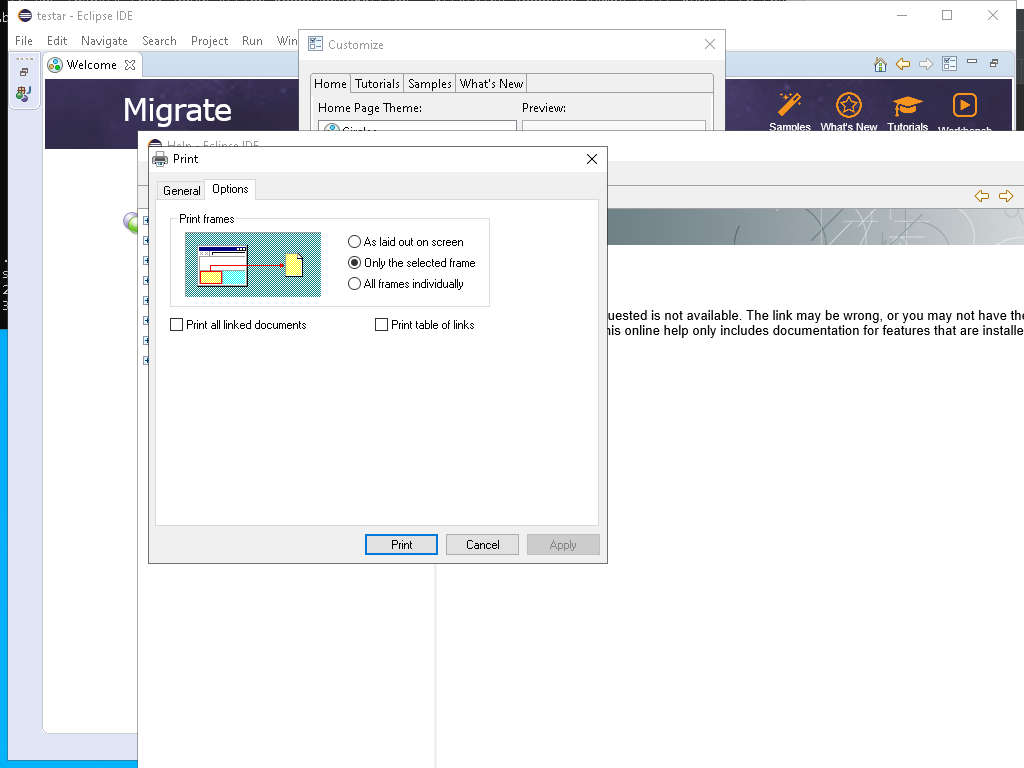 testar - Eclipse IDE
File Edit Navigate Search Project Run Win
Customize
Welcome
Home Tutorials Samples What's New
Migrate
Home Page Theme:
Preview:
Circles
Samples What's New Tutorials Workbench
Help - Eclipse IDE
Print
General Options
Print frames
As laid out on screen
Only the selected frame
All frames individually
Print all linked documents
Print table of links
uested is not available. The link may be wrong, or you may not have the
his online help only includes documentation for features that are installe
Print Cancel Apply